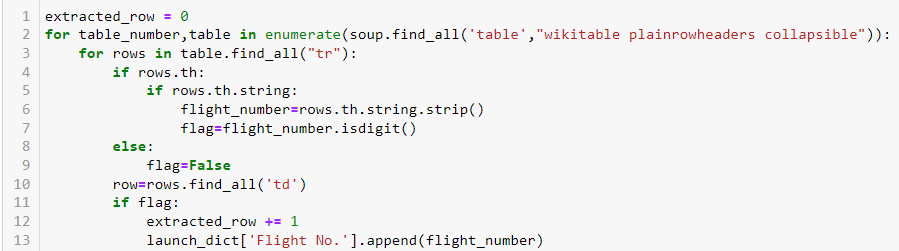 1 extracted_row = 0
2 for table_number,table in enumerate(soup.find_all('table',"wikitable plainrowheaders collapsible")):
3     for rows in table.find_all("tr"):
4         if rows.th:
5             if rows.th.string:
6                 flight_number=rows.th.string.strip()
7                 flag=flight_number.isdigit()
8         else:
9             flag=False
10         row=rows.find_all('td')
11         if flag:
12             extracted_row += 1
13             launch_dict['Flight No.'].append(flight_number)